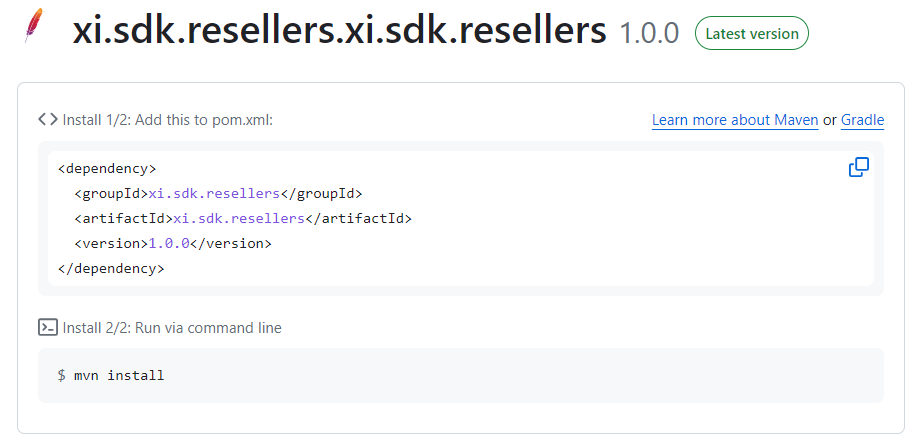 xi.sdk.resellers.xi.sdk.resellers 1.0.0 Latest version
<> Install 1/2: Add this to pom.xml: Learn more about Maven or Gradle
<dependency>
  <groupId>xi.sdk.resellers</groupId>
  <artifactId>xi.sdk.resellers</artifactId>
  <version>1.0.0</version>
</dependency>
Install 2/2: Run via command line
$ mvn install